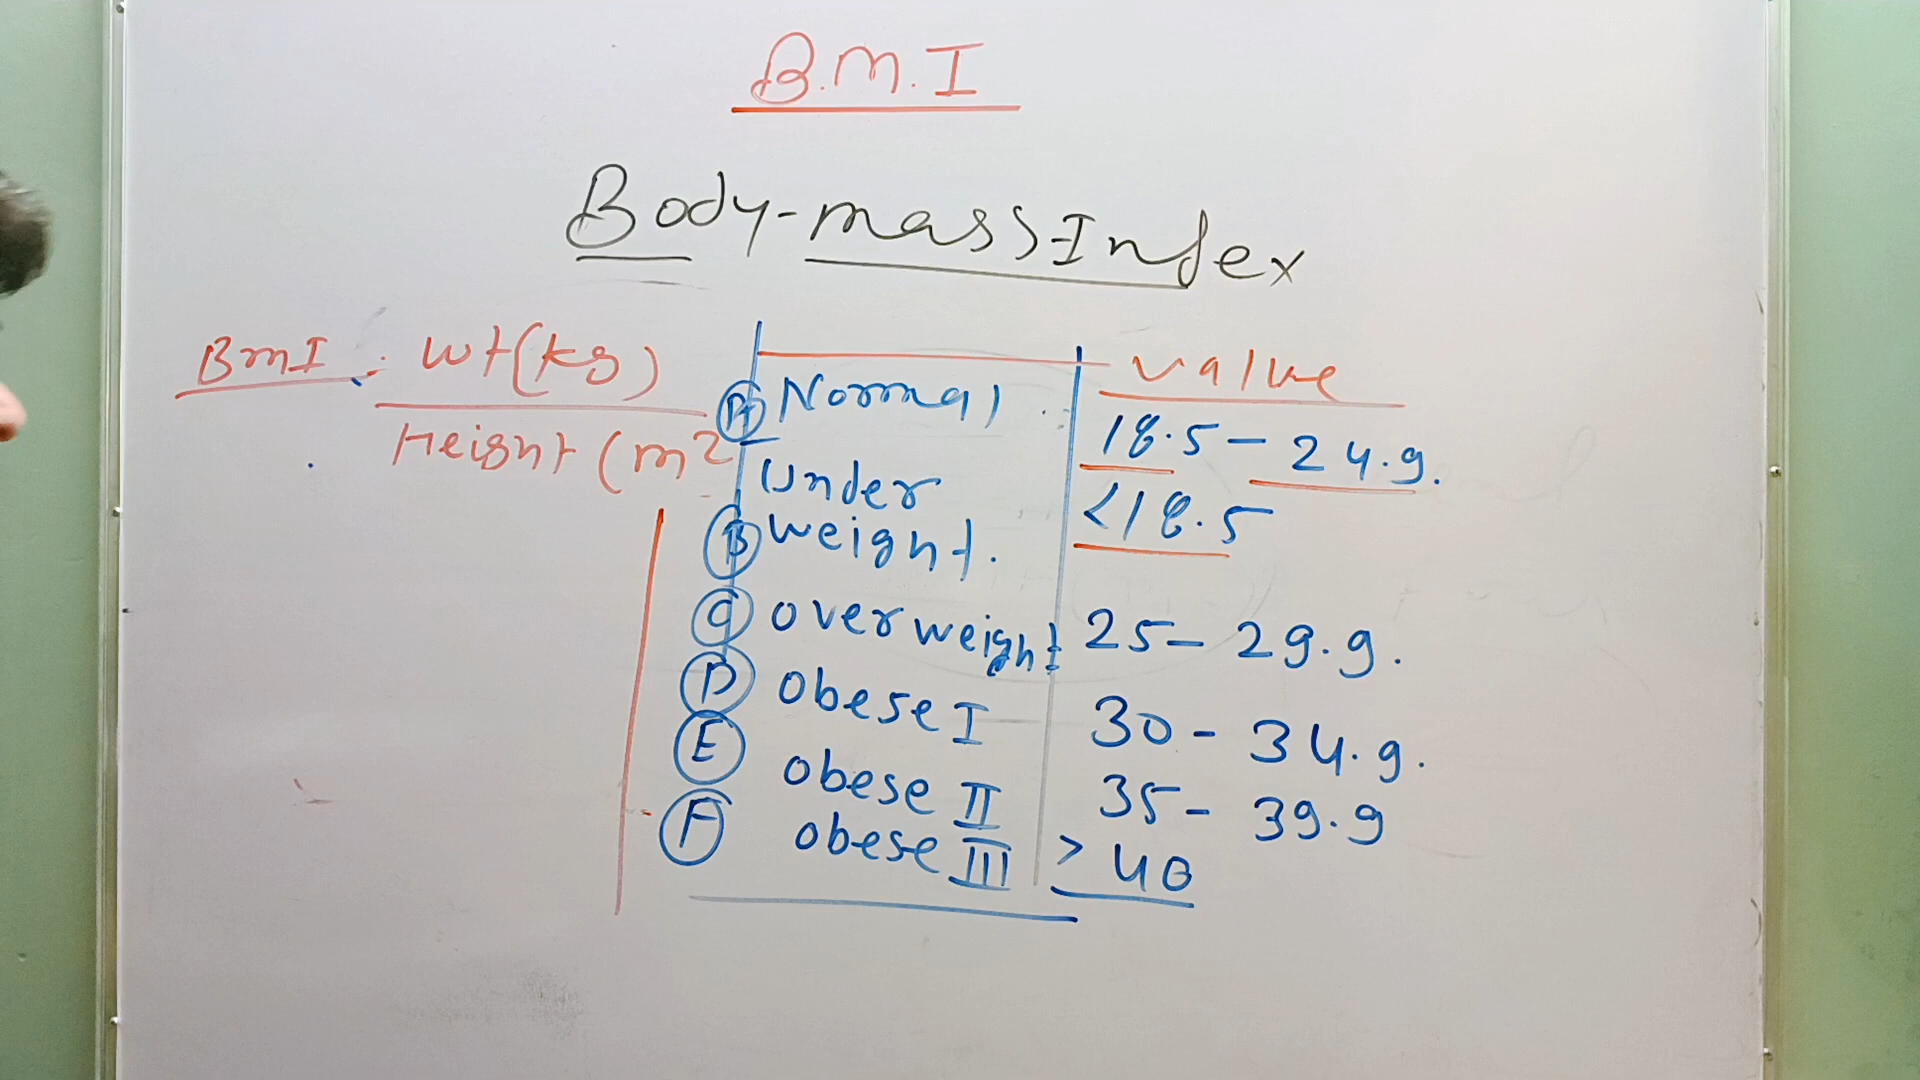 B.M.I
Body-mass Index
BmI : wt(kg)
Height (m2
value
A Normal 18.5 - 24.9.
Under
B weight. <18.5
C overweight 25 - 29.9.
D obese I 30 - 34.9.
E obese II 35 - 39.9
F obese III > 40